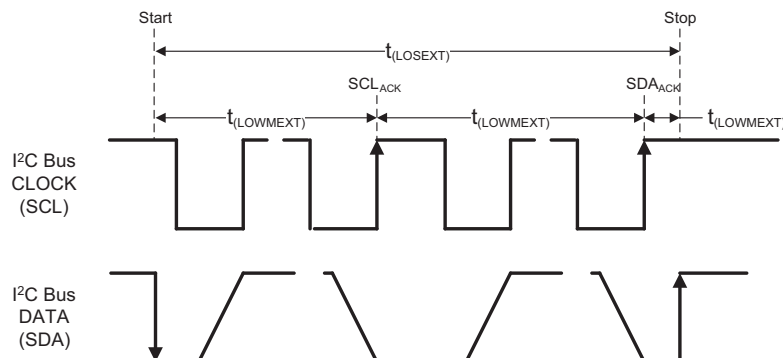 Start
Stop
t(LOSEXT)
SCLACK
SDAACK
t(LOWMEXT)
t(LOWMEXT)
t(LOWMEXT)
I²C Bus
CLOCK
(SCL)
I²C Bus
DATA
(SDA)